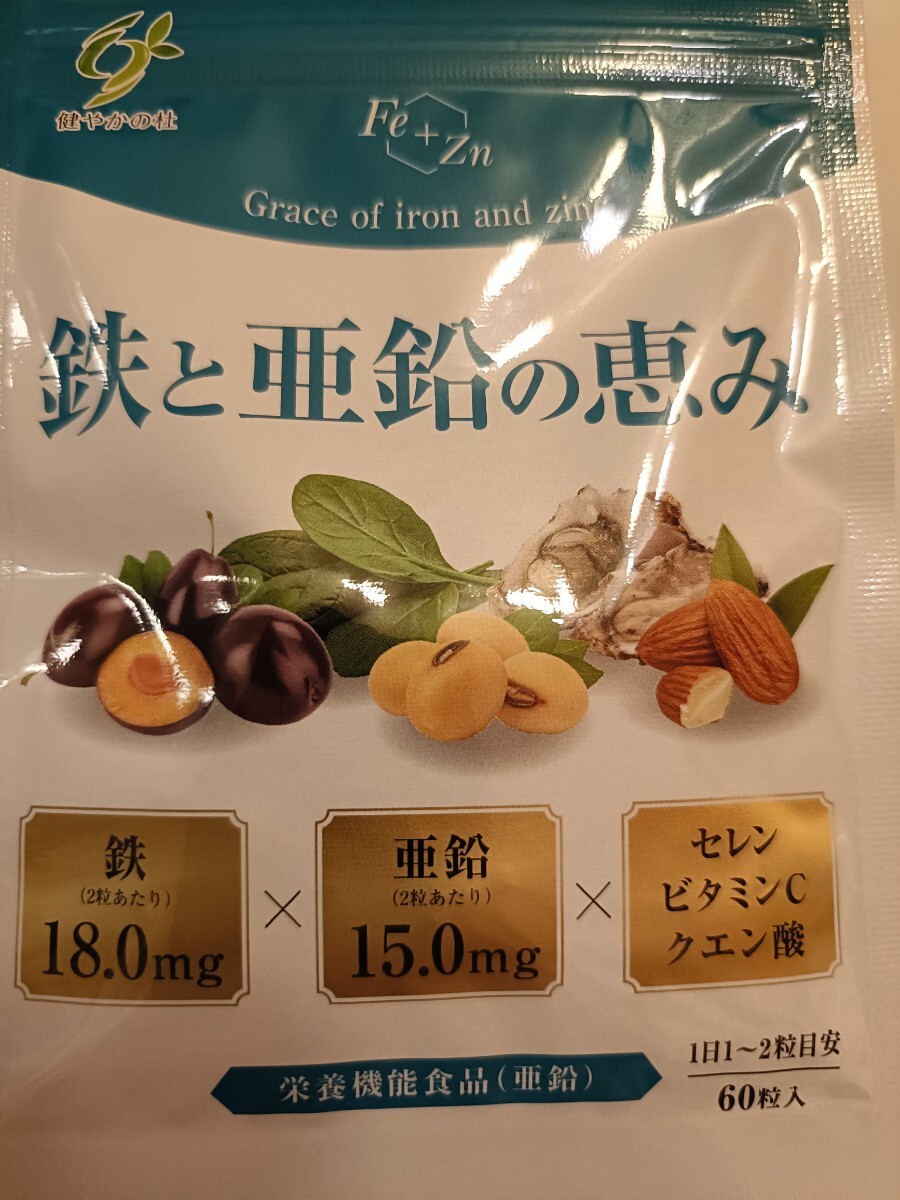 健やかの杜
Fe+Zn
Grace of iron and
鉄と亜鉛の恵み
鉄
(2粒あたり)
18.0mg
×
亜鉛
(2粒あたり)
15.0mg
×
セレン
ビタミンC
クエン酸
1日1～2粒目安
60粒入
栄養機能食品(亜鉛)